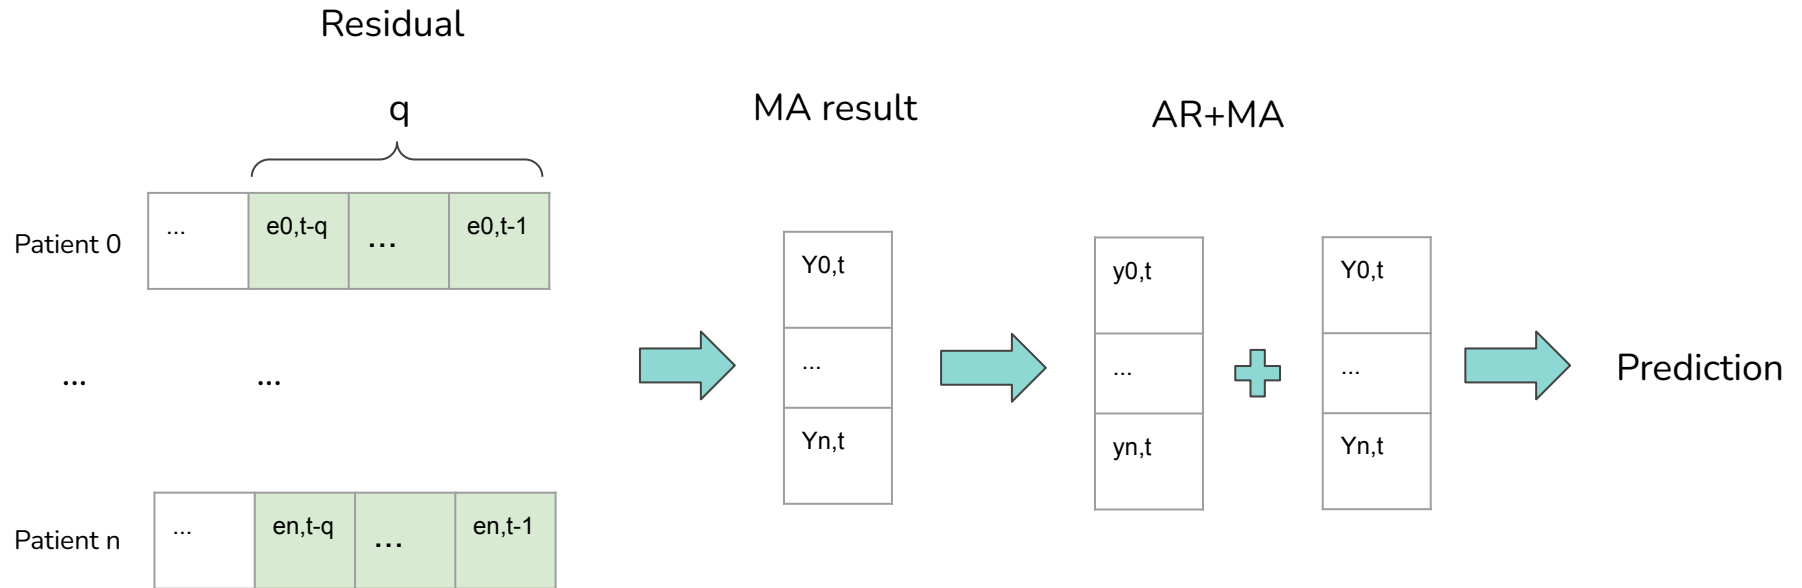 Residual
q
MA result
AR+MA
Patient 0
...
e0,t-q
...
e0,t-1
...
...
Y0,t
...
Yn,t
y0,t
...
yn,t
Y0,t
...
Yn,t
Prediction
Patient n
...
en,t-q
...
en,t-1